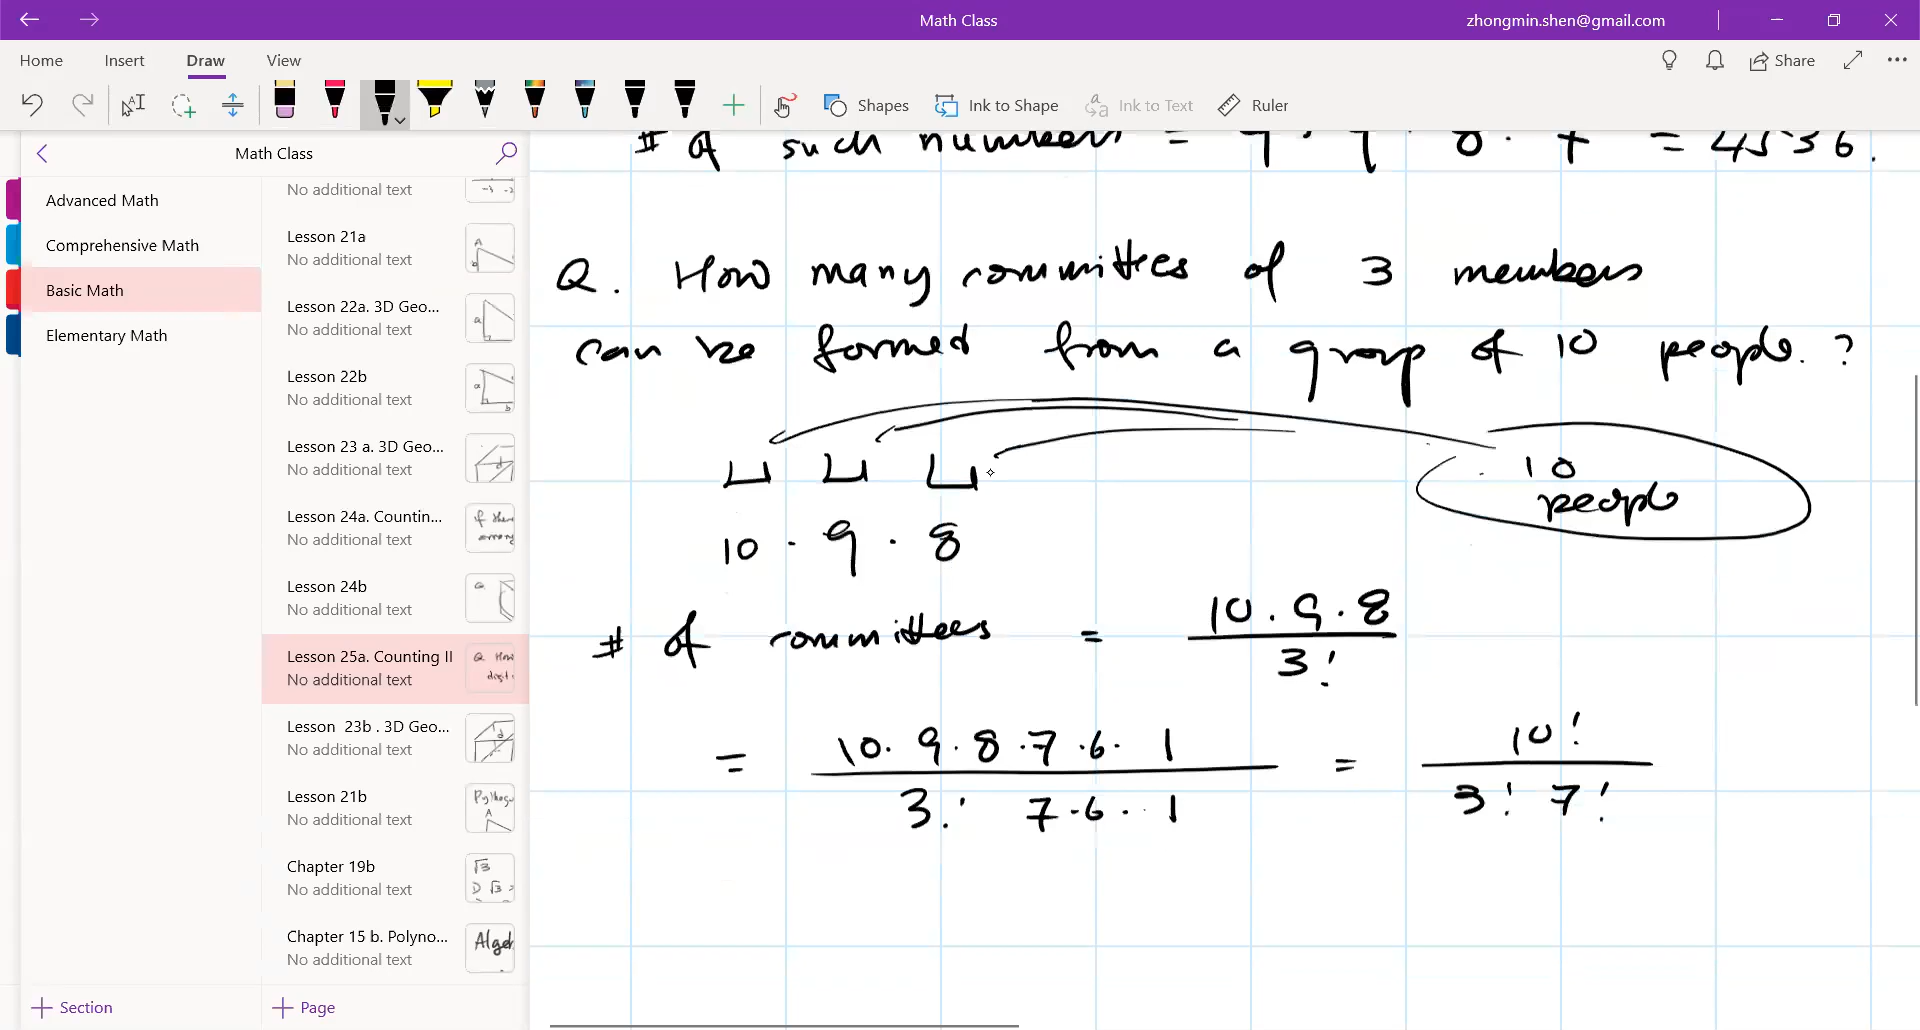 Math Class
zhongmin.shen@gmail.com
Home
Insert
Draw
View
Share
Shapes
Ink to Shape
Ink to Text
Ruler
Math Class
Advanced Math
Comprehensive Math
Basic Math
Elementary Math
No additional text
Lesson 21a
No additional text
Lesson 22a. 3D Geo...
No additional text
Lesson 22b
No additional text
Lesson 23 a. 3D Geo...
No additional text
Lesson 24a. Countin...
No additional text
Lesson 24b
No additional text
Lesson 25a. Counting II
No additional text
Lesson 23b . 3D Geo...
No additional text
Lesson 21b
No additional text
Chapter 19b
No additional text
Chapter 15 b. Polyno...
No additional text
Section
Page
# of such numbers = 9 · 9 · 8 · 7 = 4536.
Q. How many committees of 3 members
can be formed from a group of 10 people. ?
10
people
10 · 9 · 8
# of committees = 10 . 9 . 8 / 3!
= 10 . 9 . 8 . 7 . 6 . 1 / 3! 7 . 6 . . 1 = 10! / 3! 7!